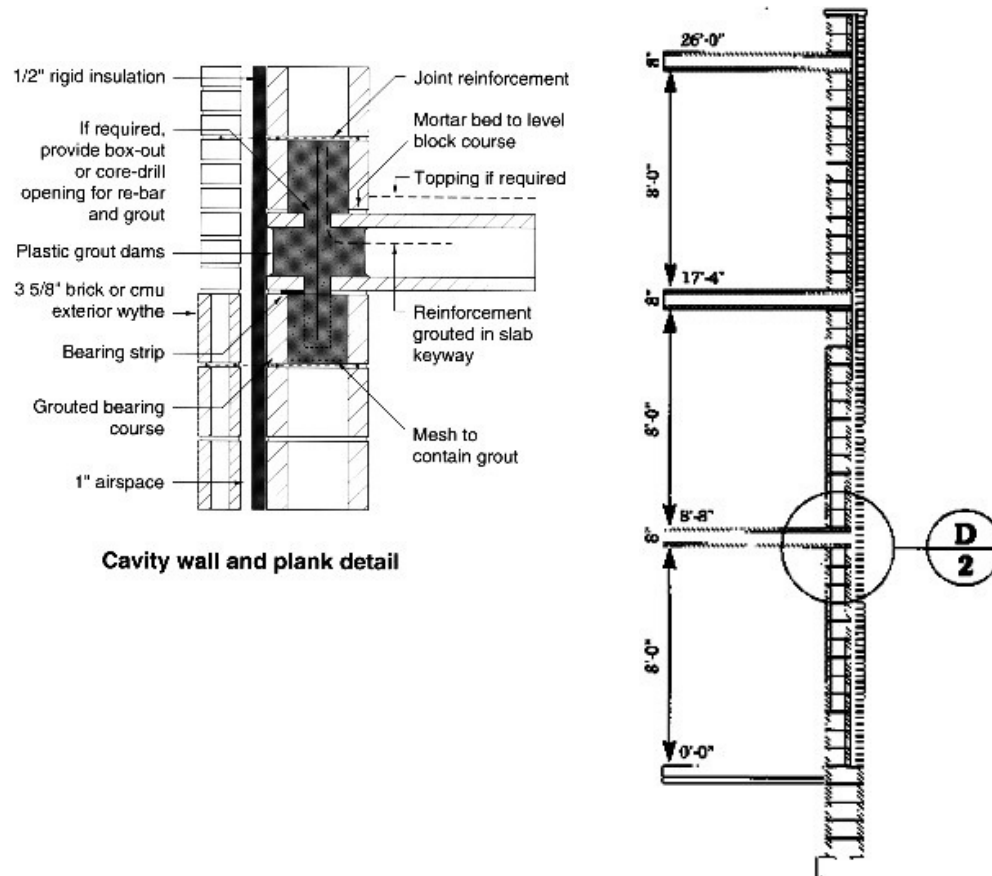 1/2" rigid insulation
If required,
provide box-out
or core-drill
opening for re-bar
and grout
Plastic grout dams
3 5/8" brick or cmu
exterior wythe
Bearing strip
Grouted bearing
course
1" airspace
Joint reinforcement
Mortar bed to level
block course
Topping if required
Reinforcement
grouted in slab
keyway
Mesh to
contain grout
Cavity wall and plank detail
26'-0"
8"
8'-0"
17'-4"
8"
8'-0"
8'-8"
8"
8'-0"
0'-0"
D
2